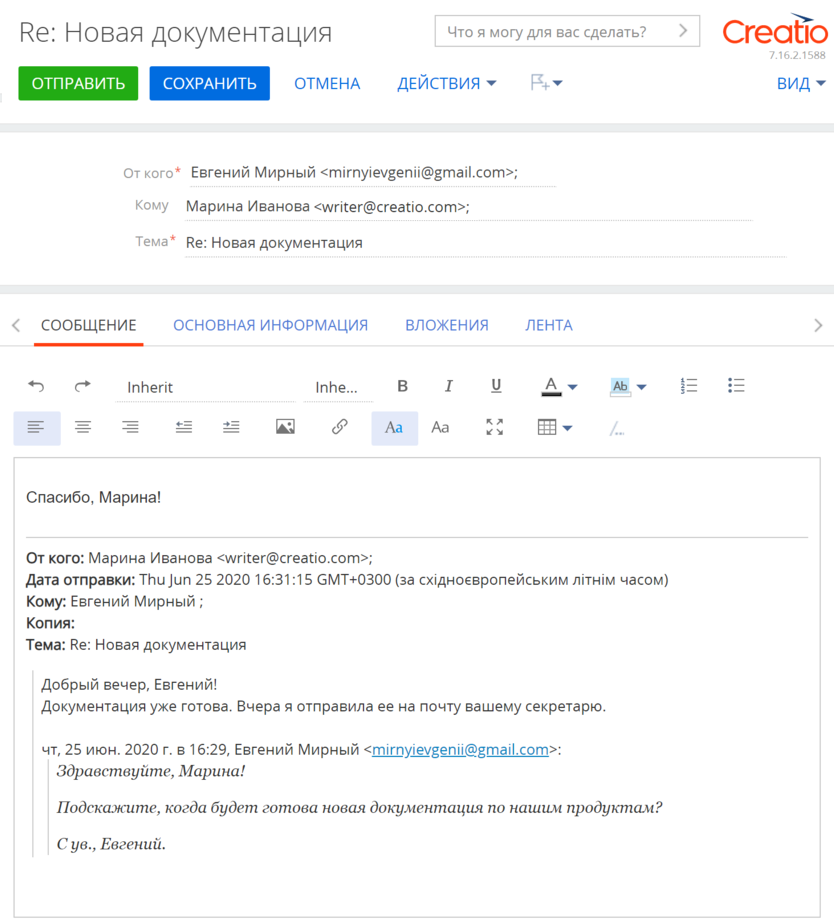 Re: Новая документация
Что я могу для вас сделать?
Creatio
7.16.2.1588
ОТПРАВИТЬ СОХРАНИТЬ ОТМЕНА ДЕЙСТВИЯ ВИД
От кого* Евгений Мирный <mirnyievgenii@gmail.com>;
Кому Марина Иванова <writer@creatio.com>;
Тема* Re: Новая документация
СООБЩЕНИЕ ОСНОВНАЯ ИНФОРМАЦИЯ ВЛОЖЕНИЯ ЛЕНТА
Inherit Inhe... B I U A Ab
Aa Aa
Спасибо, Марина!
От кого: Марина Иванова <writer@creatio.com>;
Дата отправки: Thu Jun 25 2020 16:31:15 GMT+0300 (за східноєвропейським літнім часом)
Кому: Евгений Мирный ;
Копия:
Тема: Re: Новая документация
Добрый вечер, Евгений!
Документация уже готова. Вчера я отправила ее на почту вашему секретарю.
чт, 25 июн. 2020 г. в 16:29, Евгений Мирный <mirnyievgenii@gmail.com>:
Здравствуйте, Марина!
Подскажите, когда будет готова новая документация по нашим продуктам?
С ув., Евгений.